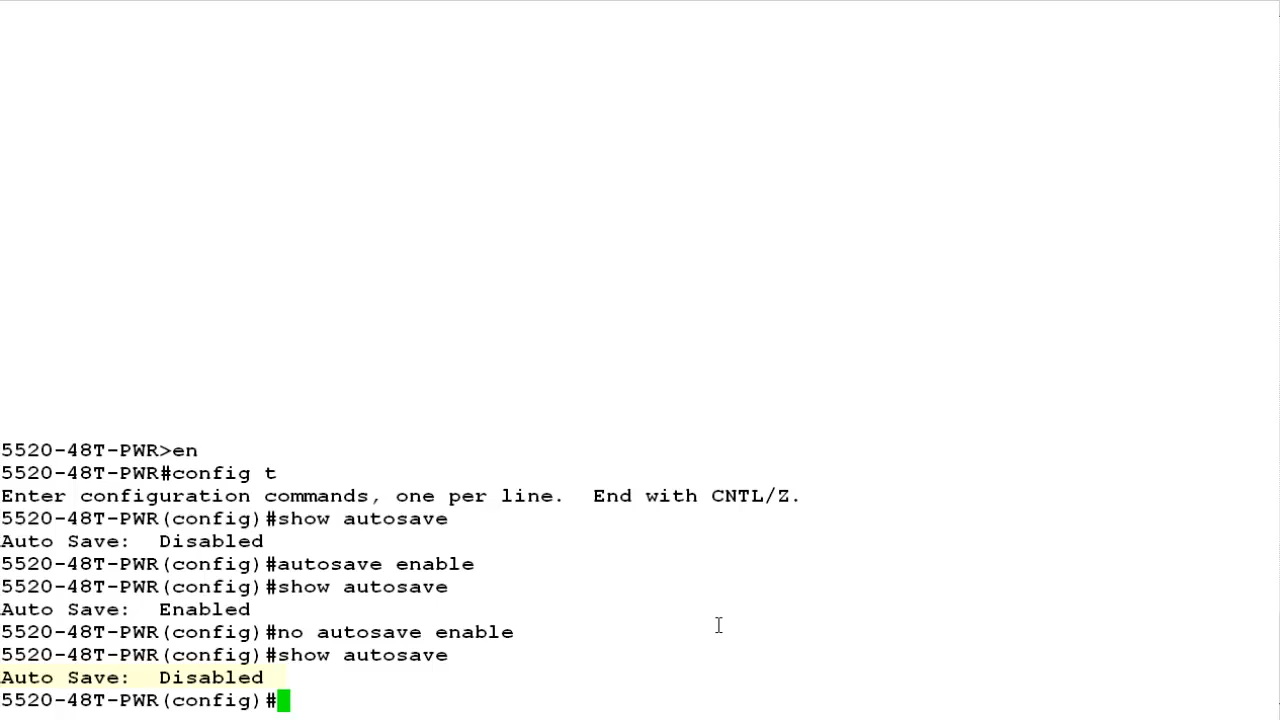 5520-48T-PWR>en
5520-48T-PWR#config t
Enter configuration commands, one per line.  End with CNTL/Z.
5520-48T-PWR(config)#show autosave
Auto Save:  Disabled
5520-48T-PWR(config)#autosave enable
5520-48T-PWR(config)#show autosave
Auto Save:  Enabled
5520-48T-PWR(config)#no autosave enable
5520-48T-PWR(config)#show autosave
Auto Save:  Disabled
5520-48T-PWR(config)#